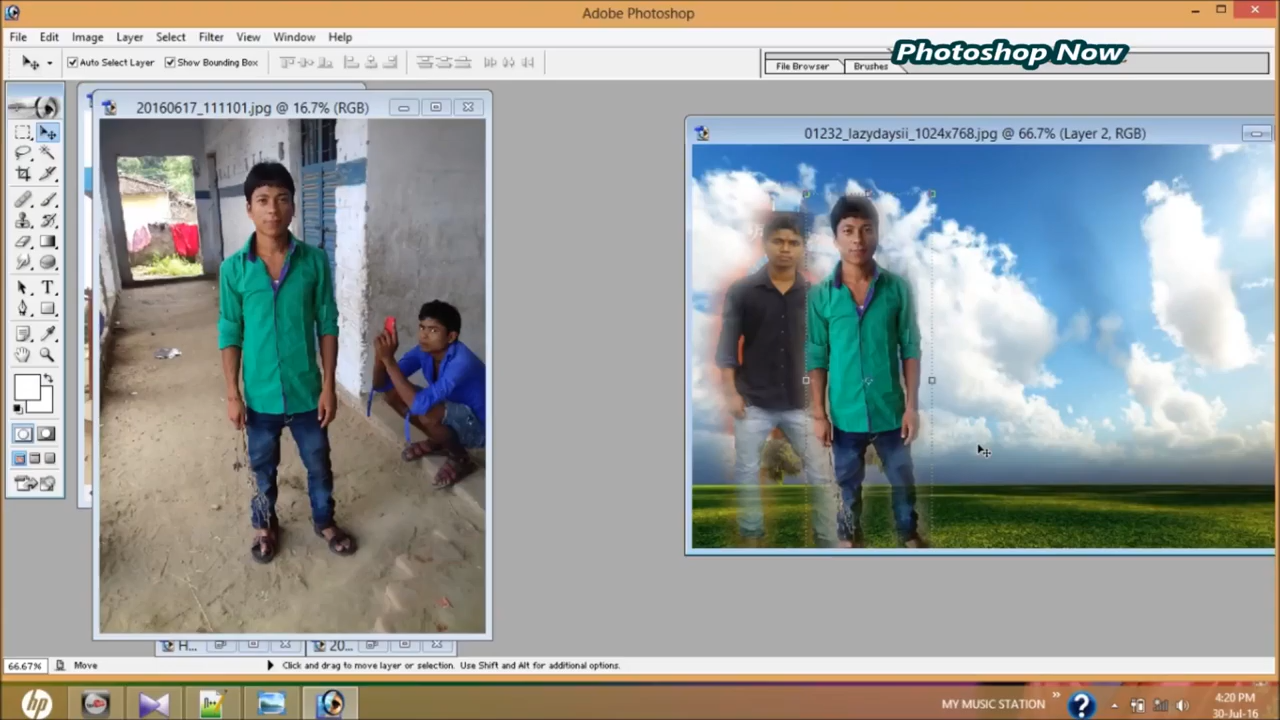 Adobe Photoshop
File Edit Image Layer Select Filter View Window Help
Photoshop Now
Auto Select Layer Show Bounding Box
File Browser Brushes
20160617_111101.jpg @ 16.7% (RGB)
01232_lazydaysii_1024x768.jpg @ 66.7% (Layer 2, RGB)
T
H... 20...
66.67% Move Click and drag to move layer or selection. Use Shift and Alt for additional options.
hp MY MUSIC STATION » ? 4:20 PM
30-Jul-16